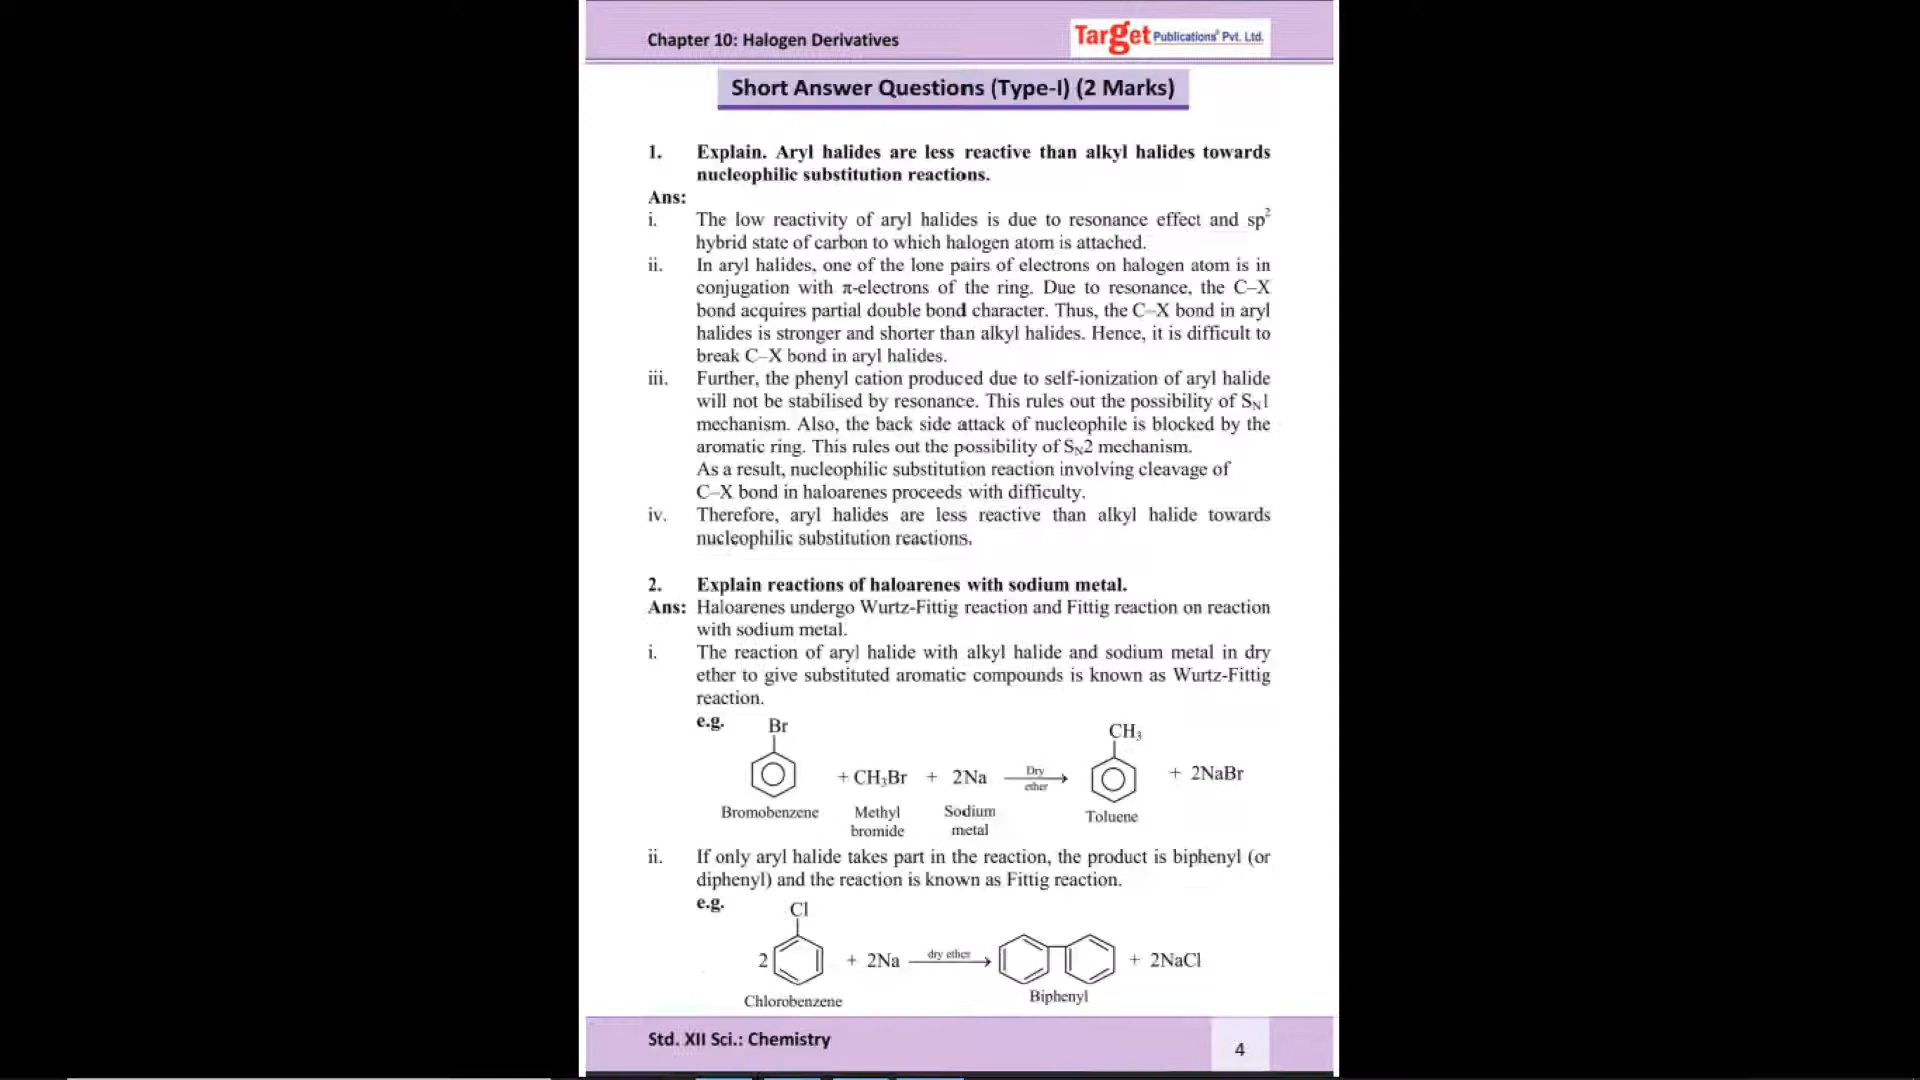 Chapter 10: Halogen Derivatives
Target Publications® Pvt. Ltd.
Short Answer Questions (Type-I) (2 Marks)
1. Explain. Aryl halides are less reactive than alkyl halides towards
nucleophilic substitution reactions.
Ans:
i. The low reactivity of aryl halides is due to resonance effect and sp²
hybrid state of carbon to which halogen atom is attached.
ii. In aryl halides, one of the lone pairs of electrons on halogen atom is in
conjugation with π-electrons of the ring. Due to resonance, the C–X
bond acquires partial double bond character. Thus, the C–X bond in aryl
halides is stronger and shorter than alkyl halides. Hence, it is difficult to
break C–X bond in aryl halides.
iii. Further, the phenyl cation produced due to self-ionization of aryl halide
will not be stabilised by resonance. This rules out the possibility of SN1
mechanism. Also, the back side attack of nucleophile is blocked by the
aromatic ring. This rules out the possibility of SN2 mechanism.
As a result, nucleophilic substitution reaction involving cleavage of
C–X bond in haloarenes proceeds with difficulty.
iv. Therefore, aryl halides are less reactive than alkyl halide towards
nucleophilic substitution reactions.
2. Explain reactions of haloarenes with sodium metal.
Ans: Haloarenes undergo Wurtz-Fittig reaction and Fittig reaction on reaction
with sodium metal.
i. The reaction of aryl halide with alkyl halide and sodium metal in dry
ether to give substituted aromatic compounds is known as Wurtz-Fittig
reaction.
e.g. Br CH₃
+ CH₃Br + 2Na Dry ether + 2NaBr
Bromobenzene Methyl bromide Sodium metal Toluene
ii. If only aryl halide takes part in the reaction, the product is biphenyl (or
diphenyl) and the reaction is known as Fittig reaction.
e.g. Cl
2 + 2Na dry ether + 2NaCl
Chlorobenzene Biphenyl
Std. XII Sci.: Chemistry
4